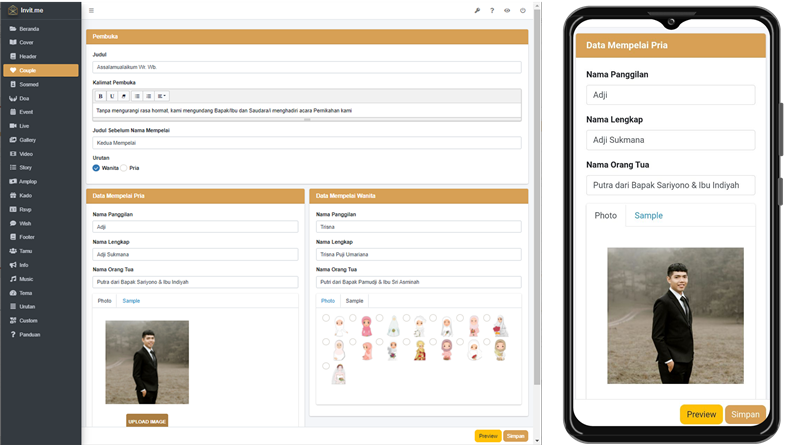 Invit.me
Beranda
Cover
Header
Couple
Sosmed
Doa
Event
Live
Gallery
Video
Story
Amplop
Kado
Rsvp
Wish
Footer
Tamu
Info
Music
Tema
Urutan
Custom
Panduan
Pembuka
Judul
Assalamualaikum Wr. Wb.
Kalimat Pembuka
B U
Tanpa mengurangi rasa hormat, kami mengundang Bapak/Ibu dan Saudara/i menghadiri acara Pernikahan kami
Judul Sebelum Nama Mempelai
Kedua Mempelai
Urutan
Wanita Pria
Data Mempelai Pria
Nama Panggilan
Adji
Nama Lengkap
Adji Sukmana
Nama Orang Tua
Putra dari Bapak Sariyono & Ibu Indiyah
Photo Sample
UPLOAD IMAGE
Data Mempelai Wanita
Nama Panggilan
Trisna
Nama Lengkap
Trisna Puji Umariana
Nama Orang Tua
Putri dari Bapak Pamudji & Ibu Sri Asminah
Photo Sample
Preview Simpan
Data Mempelai Pria
Nama Panggilan
Adji
Nama Lengkap
Adji Sukmana
Nama Orang Tua
Putra dari Bapak Sariyono & Ibu Indiyah
Photo Sample
Preview Simpan